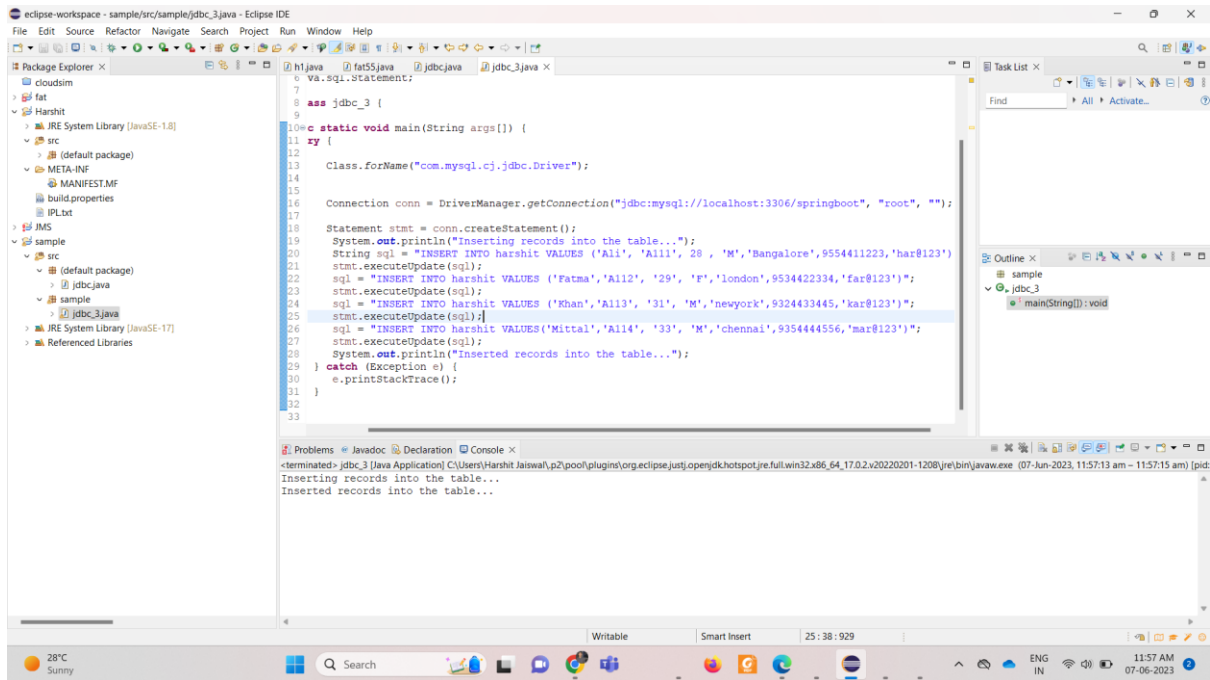 eclipse-workspace - sample/src/sample/jdbc_3.java - Eclipse IDE
File Edit Source Refactor Navigate Search Project Run Window Help
Package Explorer
cloudsim
fat
Harshit
JRE System Library [JavaSE-1.8]
src
(default package)
META-INF
MANIFEST.MF
build.properties
IPL.txt
JMS
sample
src
(default package)
jdbc.java
sample
jdbc_3.java
JRE System Library [JavaSE-17]
Referenced Libraries
h1.java fat55.java jdbc.java jdbc_3.java
6 va.sql.Statement;
7
8 ass jdbc_3 {
9
10 c static void main(String args[]) {
11 ry {
12
13 Class.forName("com.mysql.cj.jdbc.Driver");
14
15
16 Connection conn = DriverManager.getConnection("jdbc:mysql://localhost:3306/springboot", "root", "");
17
18 Statement stmt = conn.createStatement();
19 System.out.println("Inserting records into the table...");
20 String sql = "INSERT INTO harshit VALUES ('Ali', 'A111', 28 , 'M','Bangalore',9554411223,'har@123')
21 stmt.executeUpdate(sql);
22 sql = "INSERT INTO harshit VALUES ('Fatma','A112', '29', 'F','london',9534422334,'far@123')";
23 stmt.executeUpdate(sql);
24 sql = "INSERT INTO harshit VALUES ('Khan','A113', '31', 'M','newyork',9324433445,'kar@123')";
25 stmt.executeUpdate(sql);
26 sql = "INSERT INTO harshit VALUES('Mittal','A114', '33', 'M','chennai',9354444556,'mar@123')";
27 stmt.executeUpdate(sql);
28 System.out.println("Inserted records into the table...");
29 } catch (Exception e) {
30 e.printStackTrace();
31 }
32
33
Task List
Find All Activate...
Outline
sample
jdbc_3
main(String[]) : void
Problems Javadoc Declaration Console
<terminated> jdbc_3 [Java Application] C:\Users\Harshit Jaiswal\.p2\pool\plugins\org.eclipse.justj.openjdk.hotspot.jre.full.win32.x86_64_17.0.2.v20220201-1208\jre\bin\javaw.exe (07-Jun-2023, 11:57:13 am – 11:57:15 am) [pid:
Inserting records into the table...
Inserted records into the table...
Writable Smart Insert 25 : 38 : 929
28°C
Sunny
Search
ENG
IN
11:57 AM
07-06-2023
2